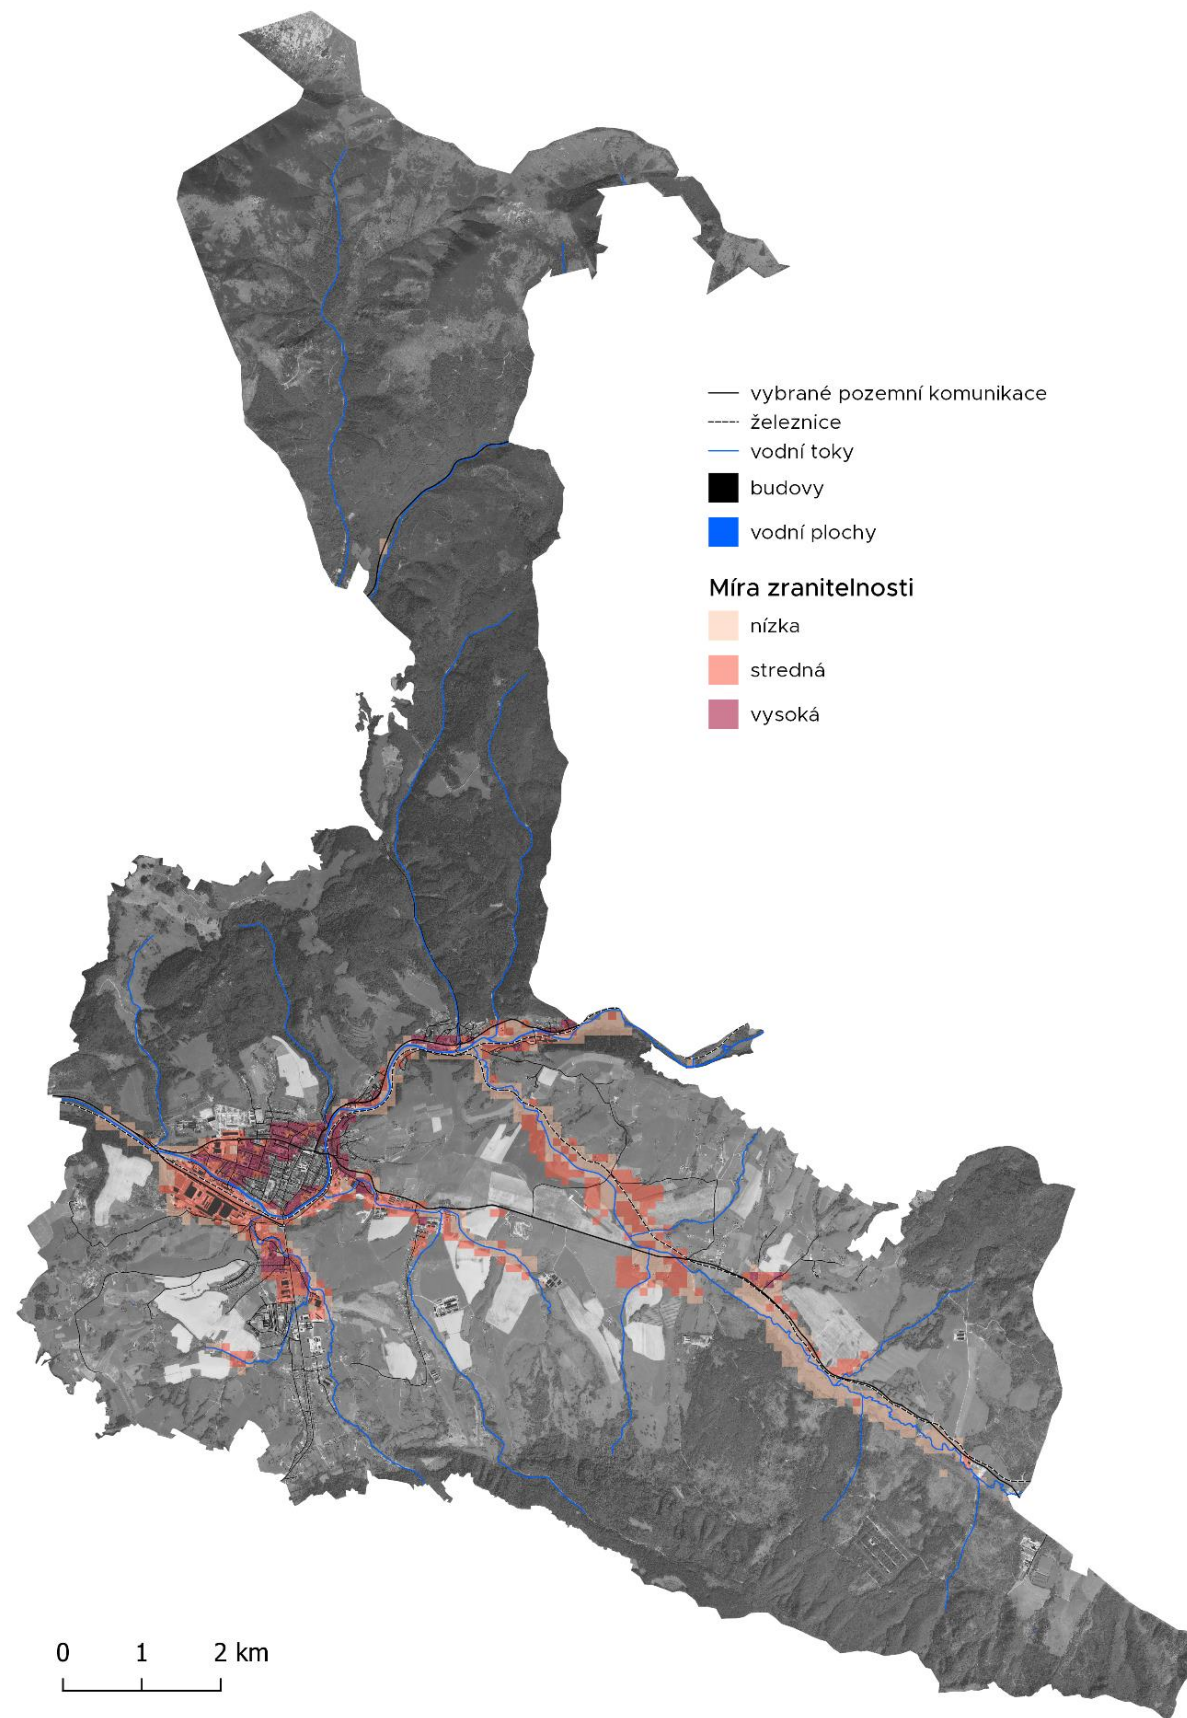 vybrané pozemní komunikace
železnice
vodní toky
budovy
vodní plochy
Míra zranitelnosti
nízka
stredná
vysoká
0 1 2 km